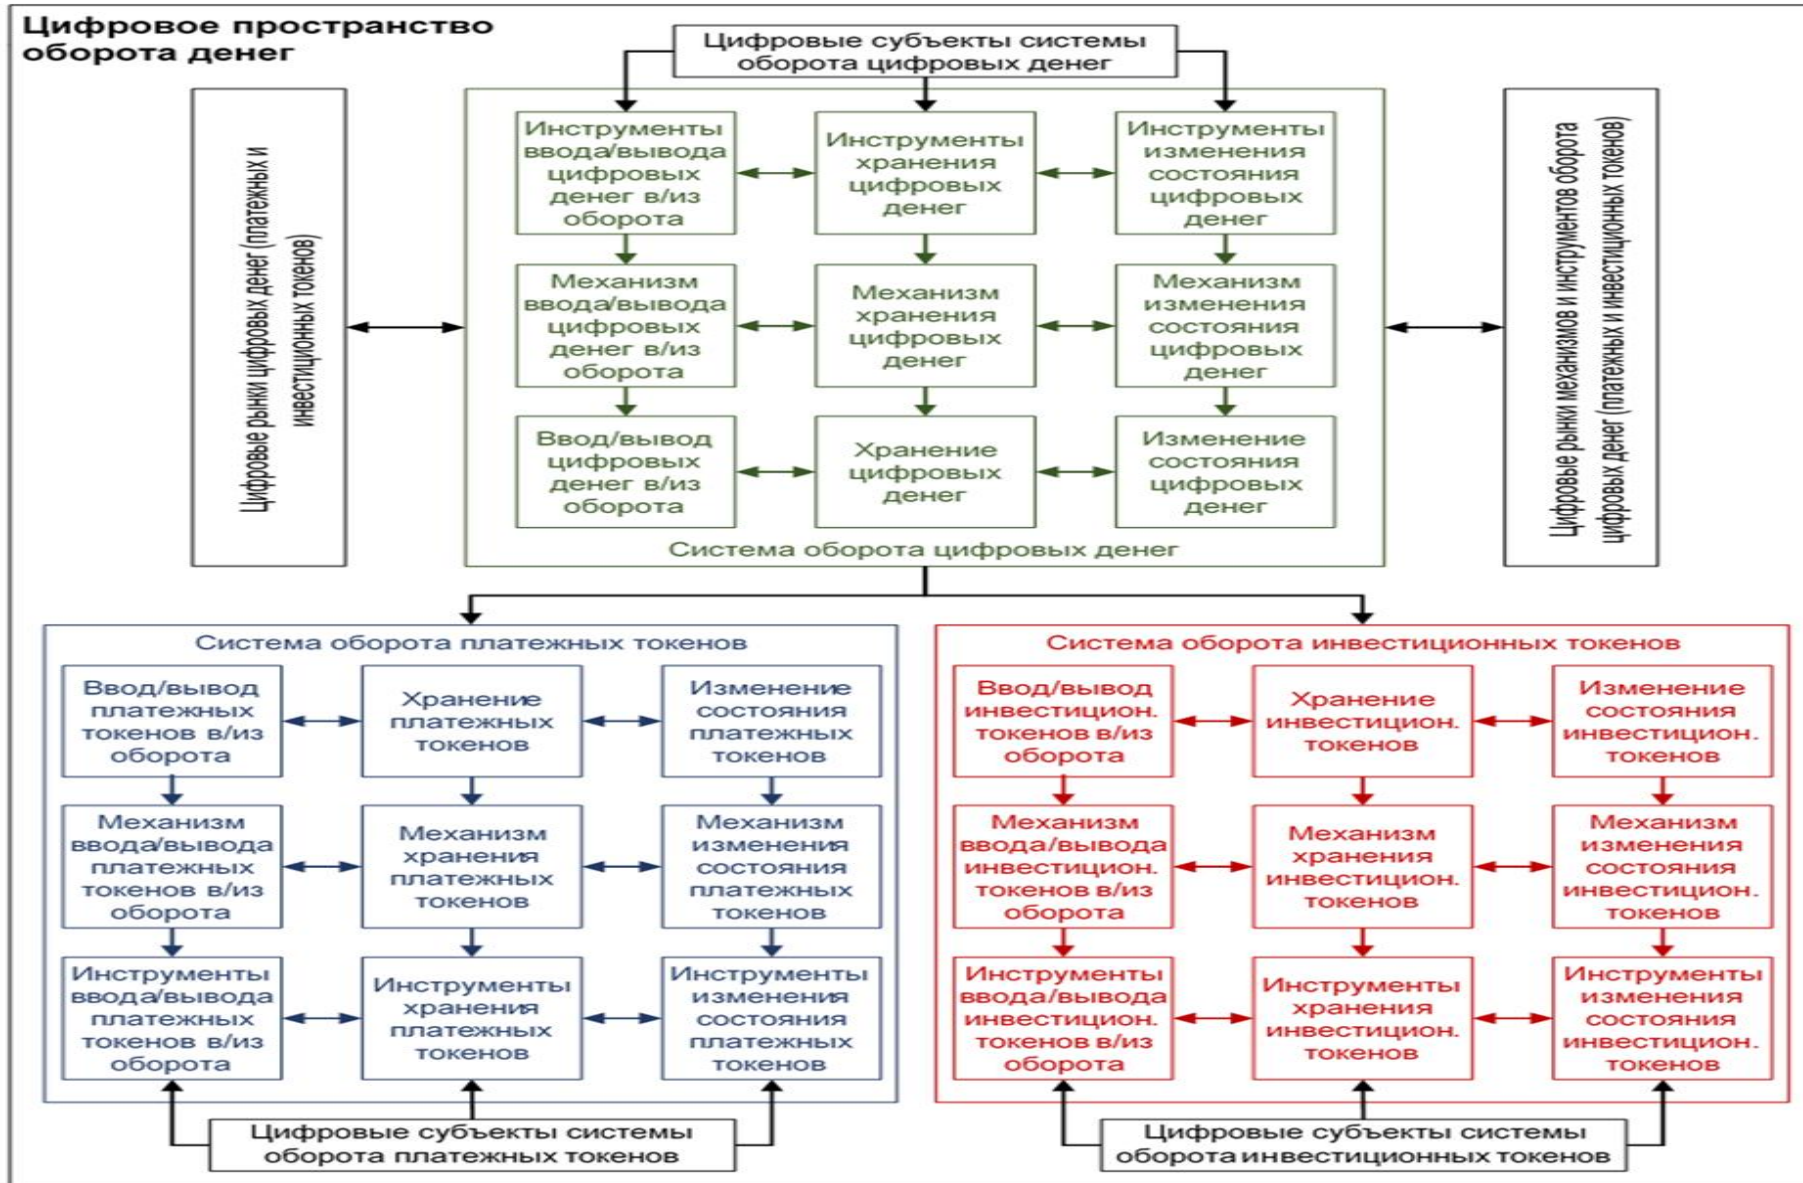 Цифровое пространство
оборота денег
Цифровые субъекты системы
оборота цифровых денег
Цифровые рынки цифровых денег (платежных и
инвестиционных токенов)
Инструменты
ввода/вывода
цифровых
денег в/из
оборота
Инструменты
хранения
цифровых
денег
Инструменты
изменения
состояния
цифровых
денег
Механизм
ввода/вывода
цифровых
денег в/из
оборота
Механизм
хранения
цифровых
денег
Механизм
изменения
состояния
цифровых
денег
Ввод/вывод
цифровых
денег в/из
оборота
Хранение
цифровых
денег
Изменение
состояния
цифровых
денег
Система оборота цифровых денег
Цифровые рынки механизмов и инструментов оборота
цифровых денег (платежных и инвестиционных токенов)
Система оборота платежных токенов
Ввод/вывод
платежных
токенов в/из
оборота
Хранение
платежных
токенов
Изменение
состояния
платежных
токенов
Механизм
ввода/вывода
платежных
токенов в/из
оборота
Механизм
хранения
платежных
токенов
Механизм
изменения
состояния
платежных
токенов
Инструменты
ввода/вывода
платежных
токенов в/из
оборота
Инструменты
хранения
платежных
токенов
Инструменты
изменения
состояния
платежных
токенов
Цифровые субъекты системы
оборота платежных токенов
Система оборота инвестиционных токенов
Ввод/вывод
инвестицион.
токенов в/из
оборота
Хранение
инвестицион.
токенов
Изменение
состояния
инвестицион.
токенов
Механизм
ввода/вывода
инвестицион.
токенов в/из
оборота
Механизм
хранения
инвестицион.
токенов
Механизм
изменения
состояния
инвестицион.
токенов
Инструменты
ввода/вывода
инвестицион.
токенов в/из
оборота
Инструменты
хранения
инвестицион.
токенов
Инструменты
изменения
состояния
инвестицион.
токенов
Цифровые субъекты системы
оборота инвестиционных токенов